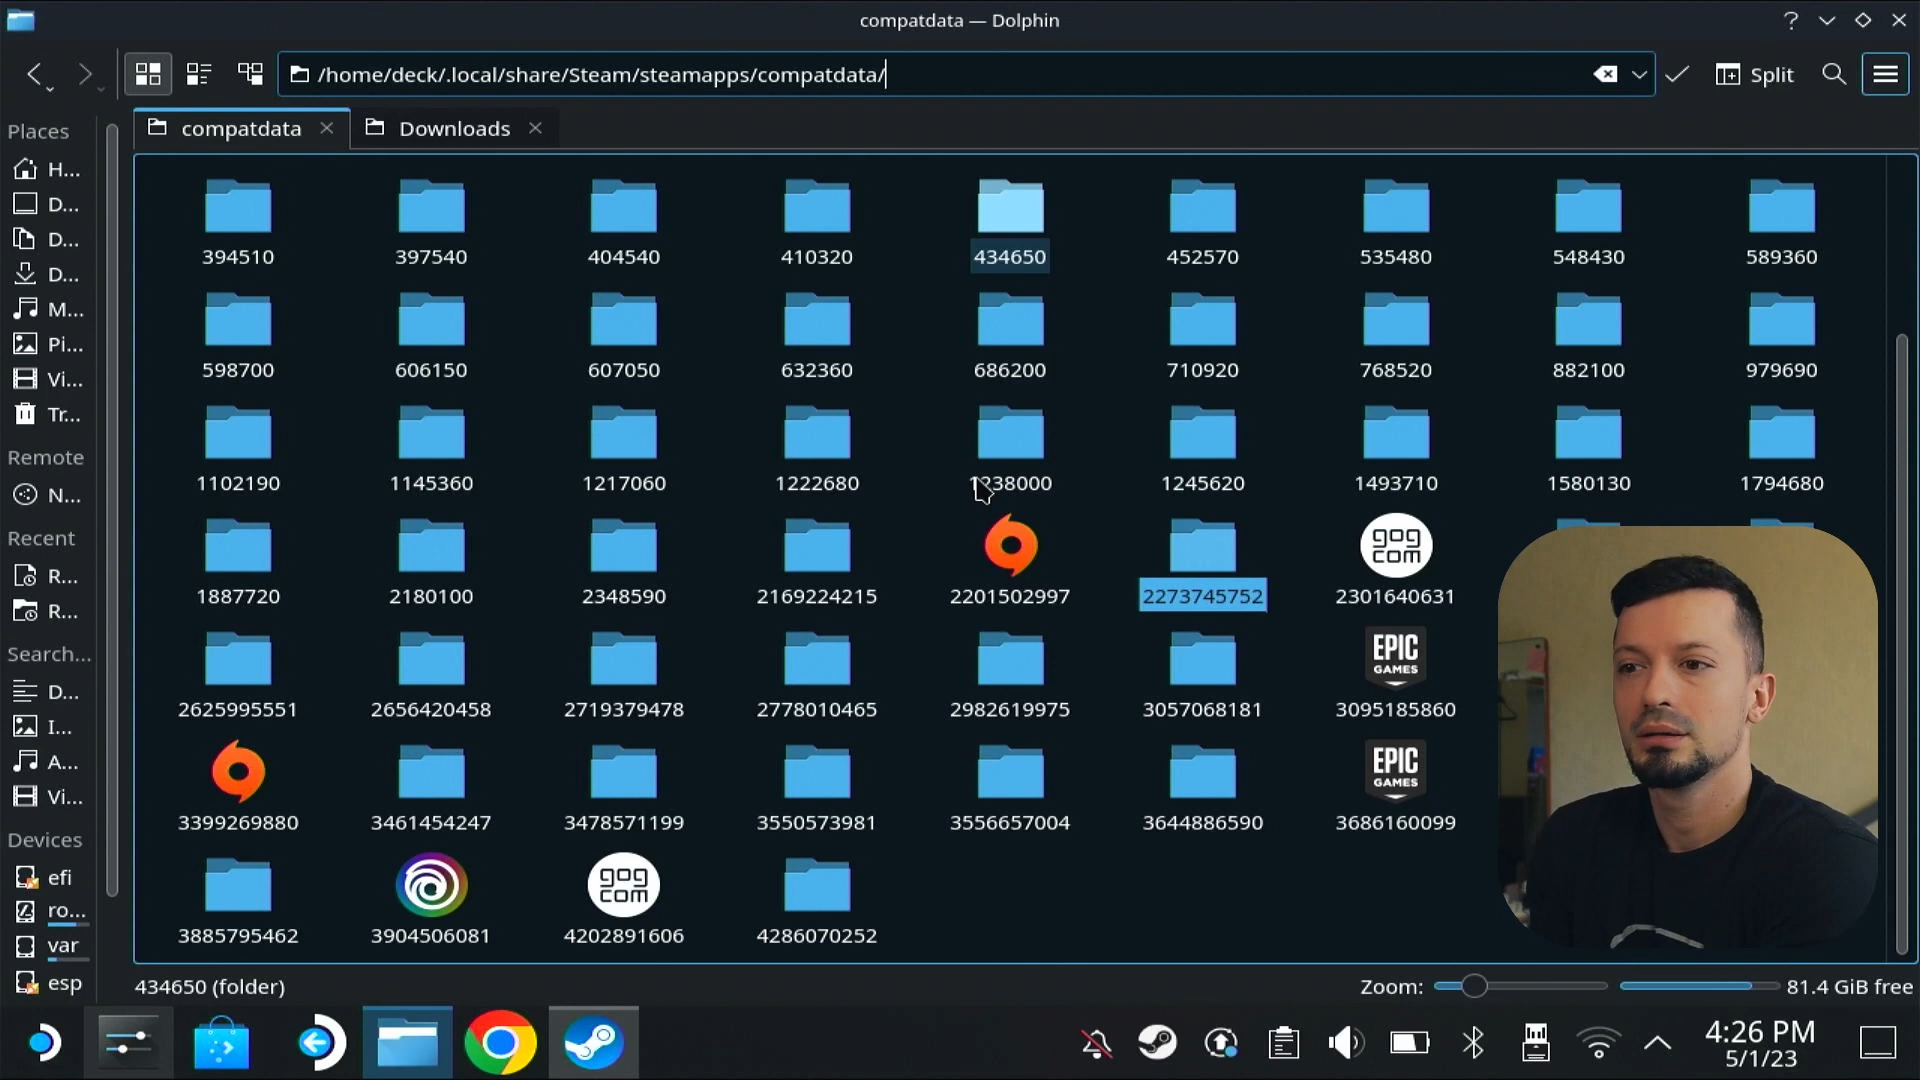 compatdata — Dolphin
/home/deck/.local/share/Steam/steamapps/compatdata/
Split
compatdata
Downloads
Places
H...
D...
D...
D...
M...
Pi...
Vi...
Tr...
Remote
N...
Recent
R...
R...
Search...
D...
I...
A...
Vi...
Devices
efi
ro...
var
esp
394510 397540 404540 410320 434650 452570 535480 548430 589360
598700 606150 607050 632360 686200 710920 768520 882100 979690
1102190 1145360 1217060 1222680 1238000 1245620 1493710 1580130 1794680
gog
com
1887720 2180100 2348590 2169224215 2201502997 2273745752 2301640631
EPIC
GAMES
2625995551 2656420458 2719379478 2778010465 2982619975 3057068181 3095185860
EPIC
GAMES
3399269880 3461454247 3478571199 3550573981 3556657004 3644886590 3686160099
gog
com
3885795462 3904506081 4202891606 4286070252
434650 (folder)
Zoom:
81.4 GiB free
4:26 PM
5/1/23